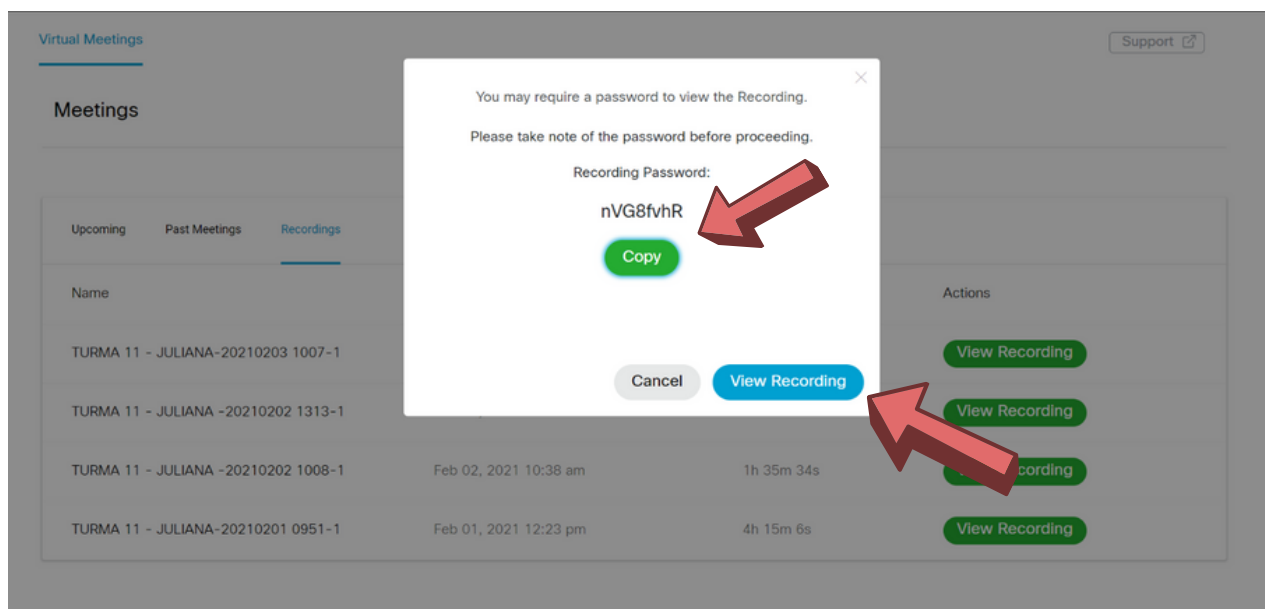 Virtual Meetings
Support
Meetings
You may require a password to view the Recording.
Please take note of the password before proceeding.
Recording Password:
nVG8fvhR
Copy
Cancel
View Recording
Upcoming Past Meetings Recordings
Name Actions
TURMA 11 - JULIANA-20210203 1007-1 View Recording
TURMA 11 - JULIANA -20210202 1313-1 View Recording
TURMA 11 - JULIANA -20210202 1008-1 Feb 02, 2021 10:38 am 1h 35m 34s
TURMA 11 - JULIANA-20210201 0951-1 Feb 01, 2021 12:23 pm 4h 15m 6s View Recording